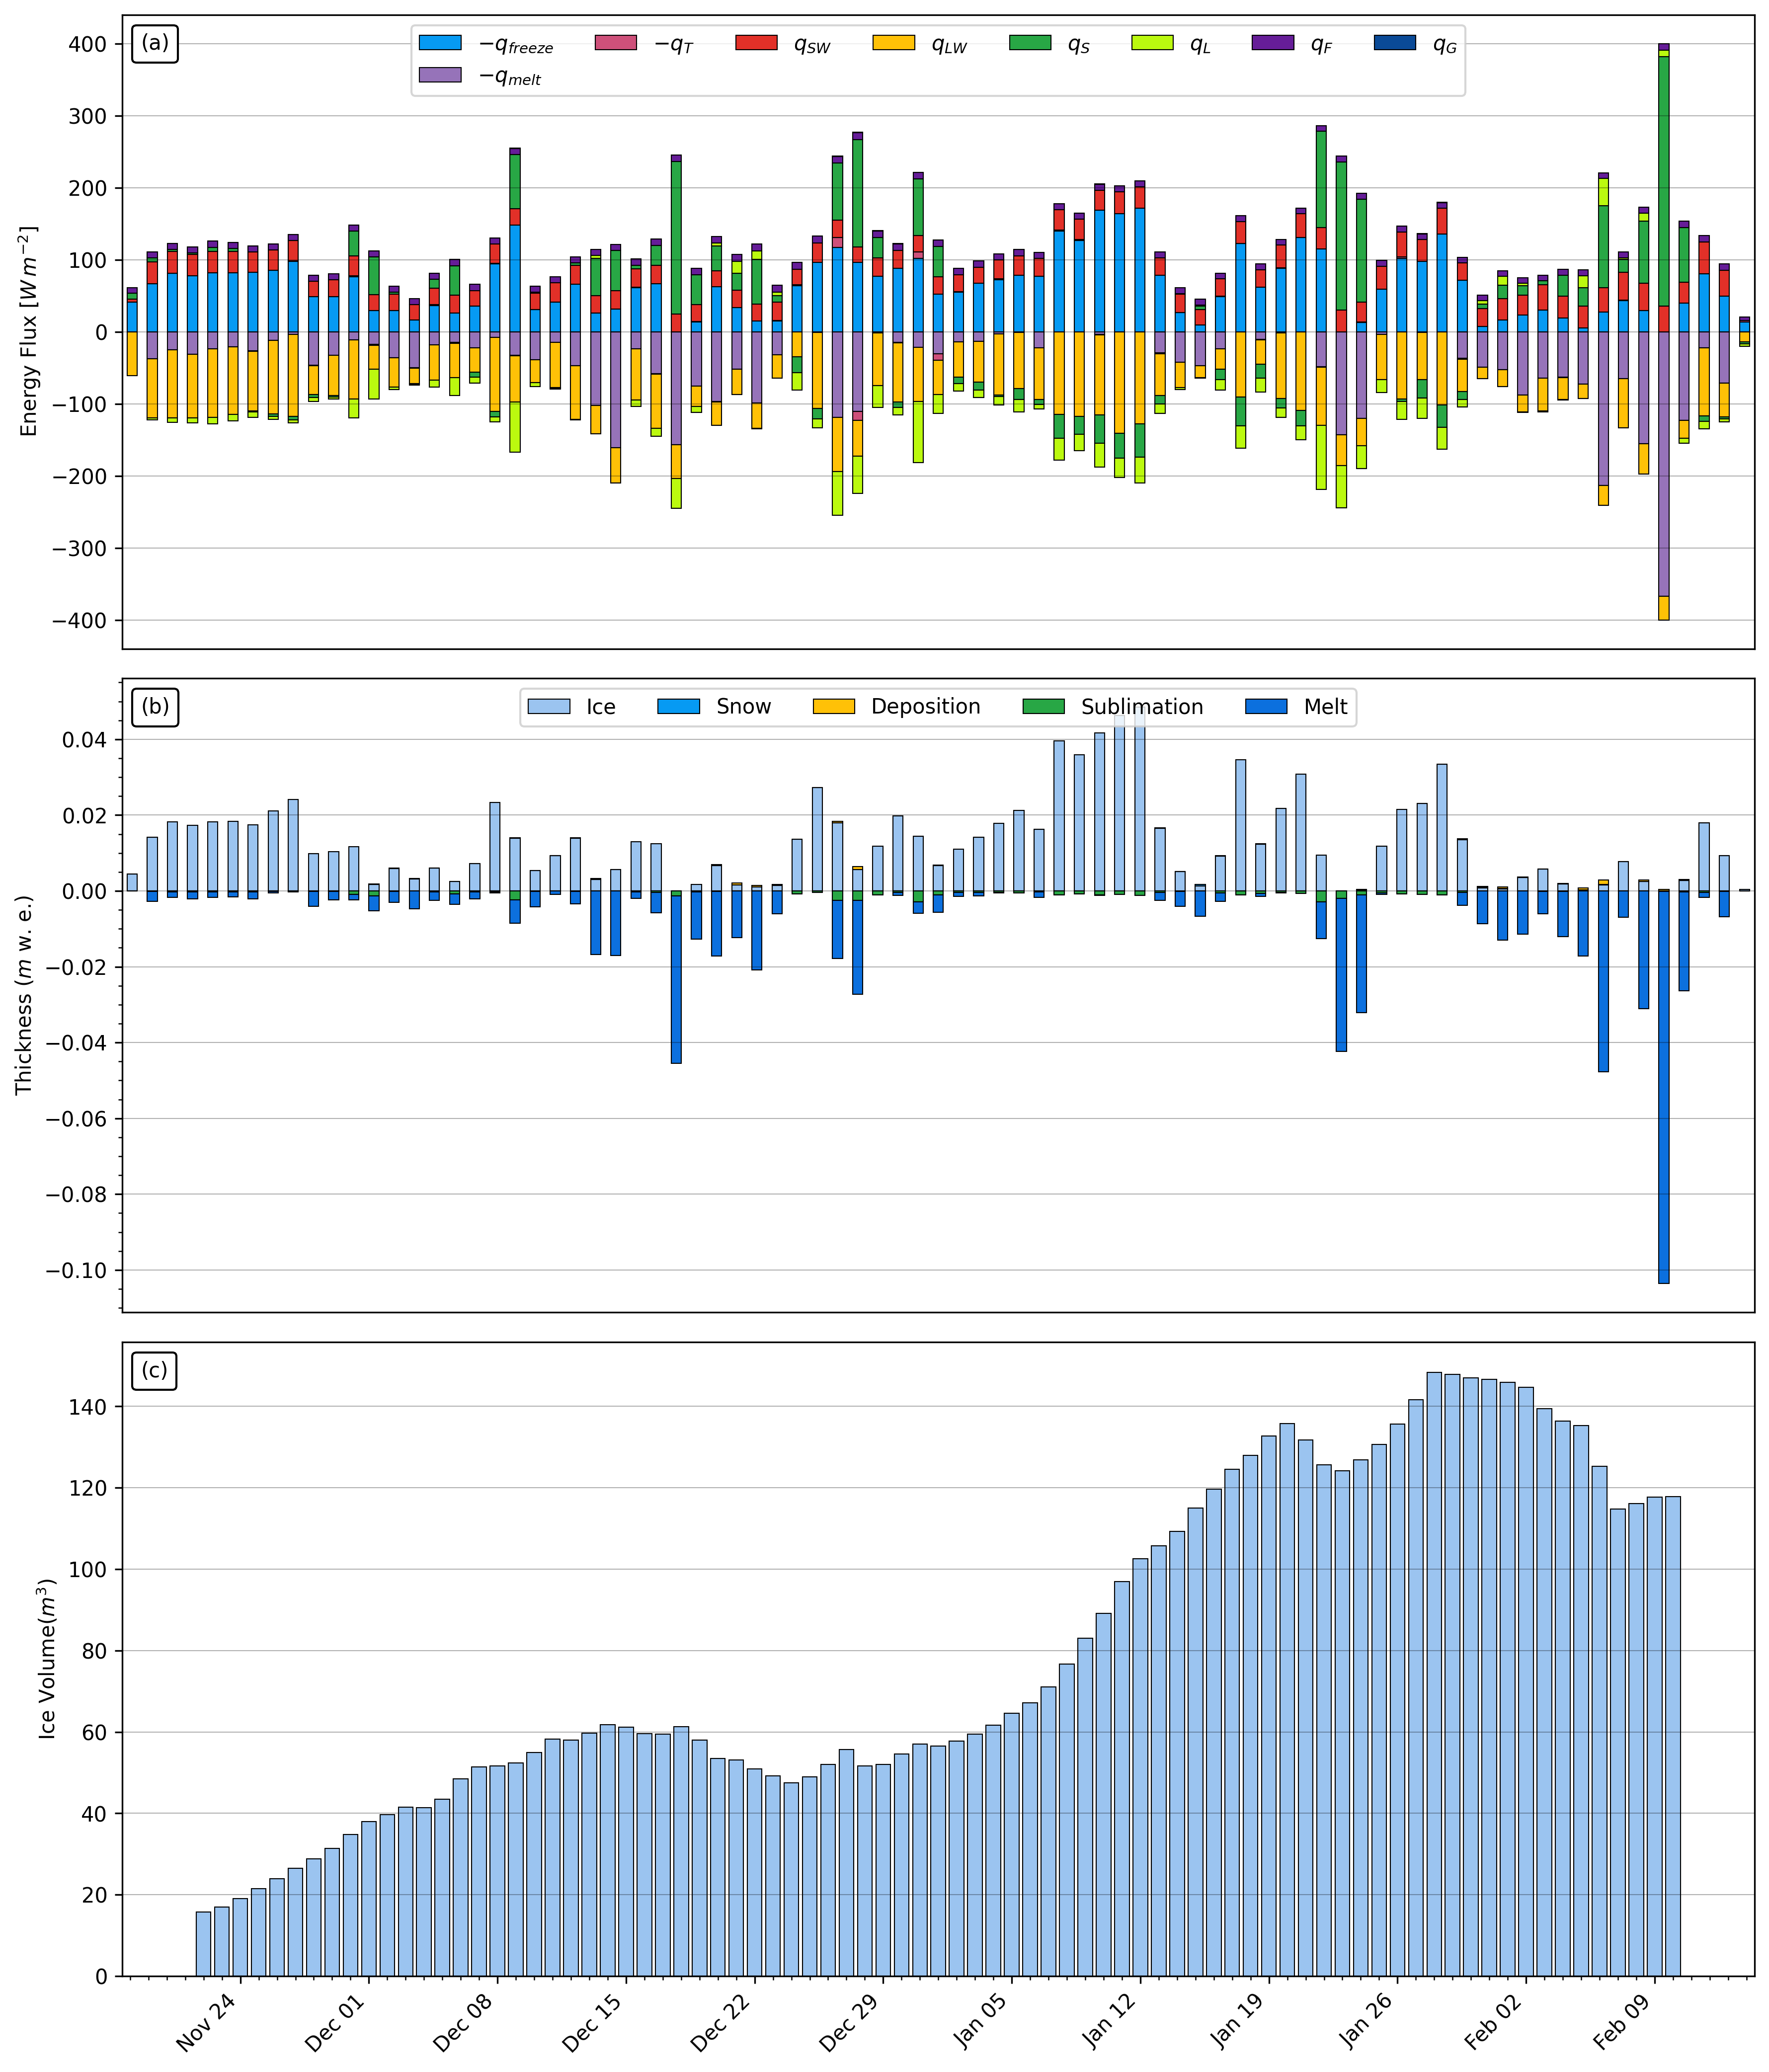 (a)
−q_freeze −q_T q_SW q_LW q_S q_L q_F q_G
−q_melt
Energy Flux [W m⁻²]
400
300
200
100
0
−100
−200
−300
−400
(b)
Ice Snow Deposition Sublimation Melt
Thickness (m w. e.)
0.04
0.02
0.00
−0.02
−0.04
−0.06
−0.08
−0.10
(c)
Ice Volume(m³)
140
120
100
80
60
40
20
0
Nov 24 Dec 01 Dec 08 Dec 15 Dec 22 Dec 29 Jan 05 Jan 12 Jan 19 Jan 26 Feb 02 Feb 09